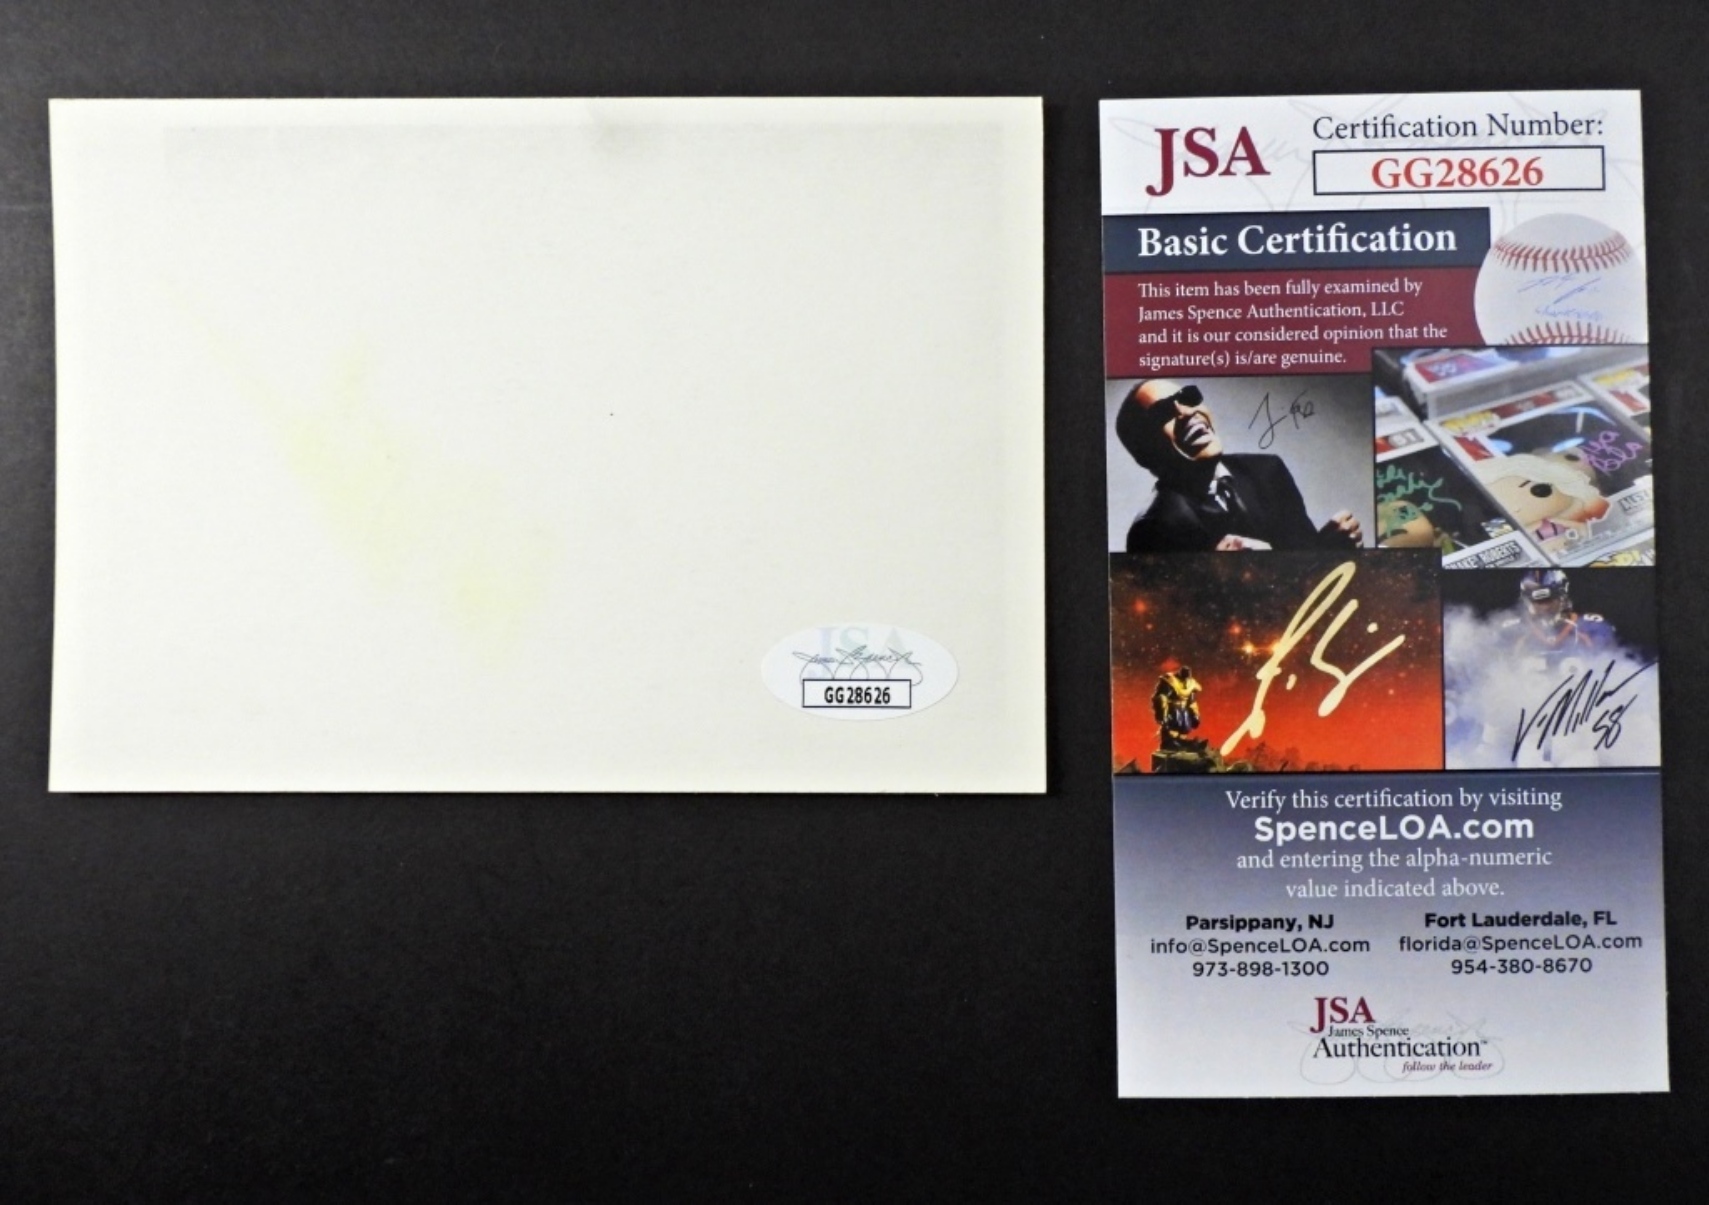 JSA
GG28626
JSA
Certification Number:
GG28626
Basic Certification
This item has been fully examined by
James Spence Authentication, LLC
and it is our considered opinion that the
signature(s) is/are genuine.
Verify this certification by visiting
SpenceLOA.com
and entering the alpha-numeric
value indicated above.
Parsippany, NJ
info@SpenceLOA.com
973-898-1300
Fort Lauderdale, FL
florida@SpenceLOA.com
954-380-8670
JSA
James Spence
Authentication™
follow the leader